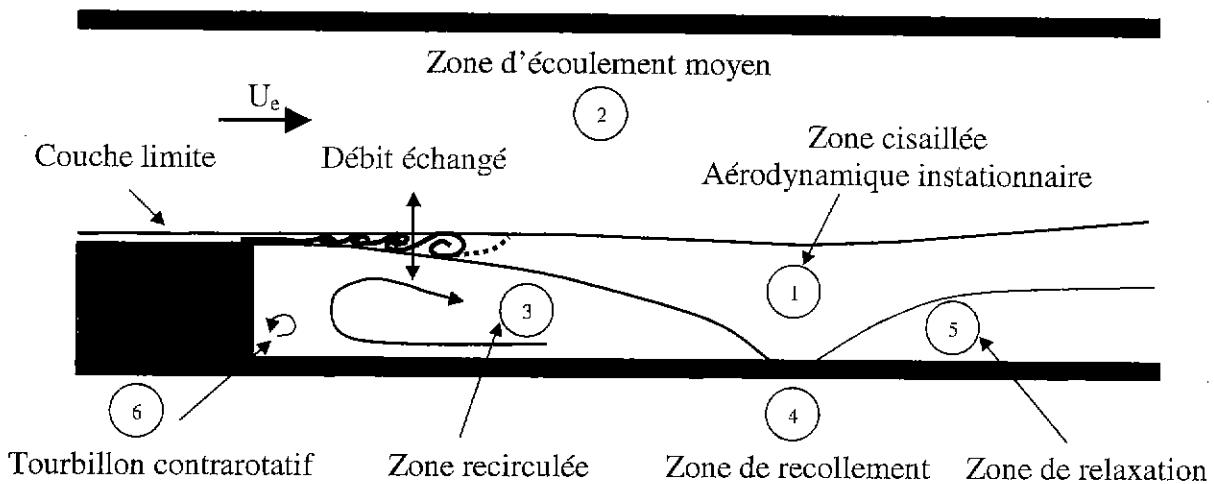 Zone d'écoulement moyen
U_e
2
Couche limite
Débit échangé
Zone cisaillée
Aérodynamique instationnaire
1
3
5
6
4
Tourbillon contrarotatif
Zone recirculée
Zone de recollement
Zone de relaxation